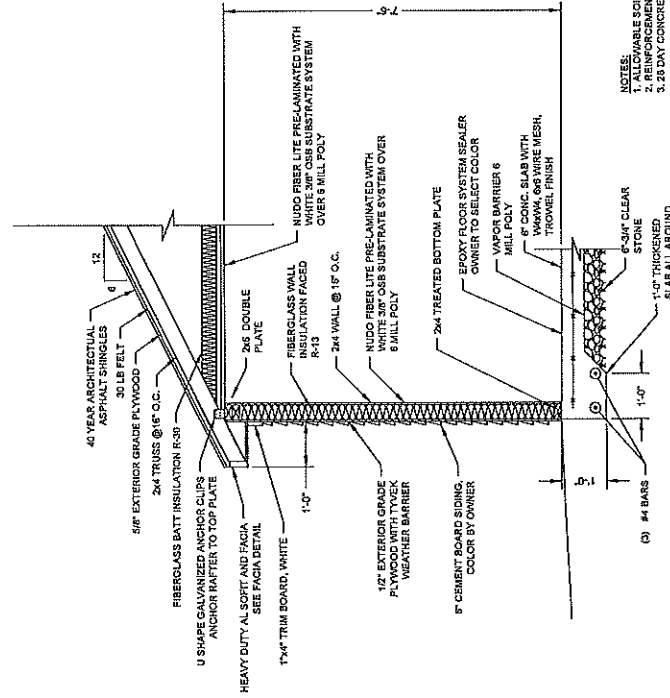 12
6
40 YEAR ARCHITECTURAL
ASPHALT SHINGLES
30 LB FELT
5/8" EXTERIOR GRADE PLYWOOD
2x4 TRUSS @16" O.C.
FIBERGLASS BATT INSULATION R-39
U SHAPE GALVANIZED ANCHOR CLIPS
ANCHOR RAFTER TO TOP PLATE
HEAVY DUTY AL SOFIT AND FACIA
SEE FACIA DETAIL
1"x4" TRIM BOARD, WHITE
1'-0"
1/2" EXTERIOR GRADE
PLYWOOD WITH TYVEK
WEATHER BARRIER
5" CEMENT BOARD SIDING,
COLOR BY OWNER
1'-0"
(3) #4 BARS
7'-6"
NUDO FIBER LITE PRE-LAMINATED WITH
WHITE 3/8" OSB SUBSTRATE SYSTEM
OVER 6 MILL POLY
2x6 DOUBLE
PLATE
FIBERGLASS WALL
INSULATION FACED
R-13
2x4 WALL @ 16" O.C.
NUDO FIBER LITE PRE-LAMINATED WITH
WHITE 3/8" OSB SUBSTRATE SYSTEM OVER
6 MILL POLY
2x4 TREATED BOTTOM PLATE
EPOXY FLOOR SYSTEM SEALER
OWNER TO SELECT COLOR
VAPOR BARRIER 6
MILL POLY
6" CONC. SLAB WITH
W4xW4, 6x6 WIRE MESH,
TROWEL FINISH
6"-3/4" CLEAR
STONE
1'-0" THICKENED
SLAB ALL AROUND
1'-0"
NOTES:
1. ALLOWABLE SOI
2. REINFORCEMENT
3. 28 DAY CONCRE